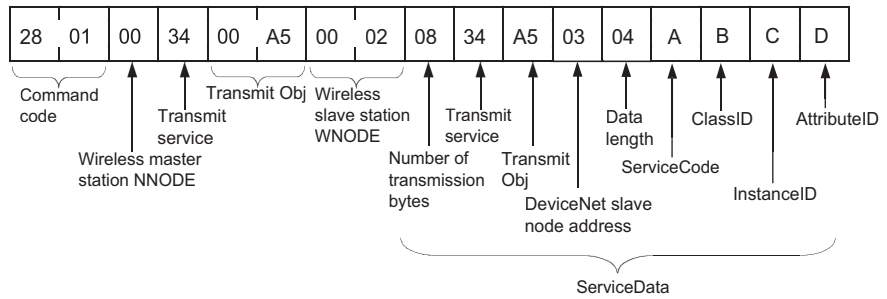 28 01 00 34 00 A5 00 02 08 34 A5 03 04 A B C D
Command
code
Wireless master
station NNODE
Transmit
service
Transmit Obj
Wireless
slave station
WNODE
Number of
transmission
bytes
Transmit
service
Transmit
Obj
DeviceNet slave
node address
Data
length
ServiceCode
ClassID
InstanceID
AttributeID
ServiceData